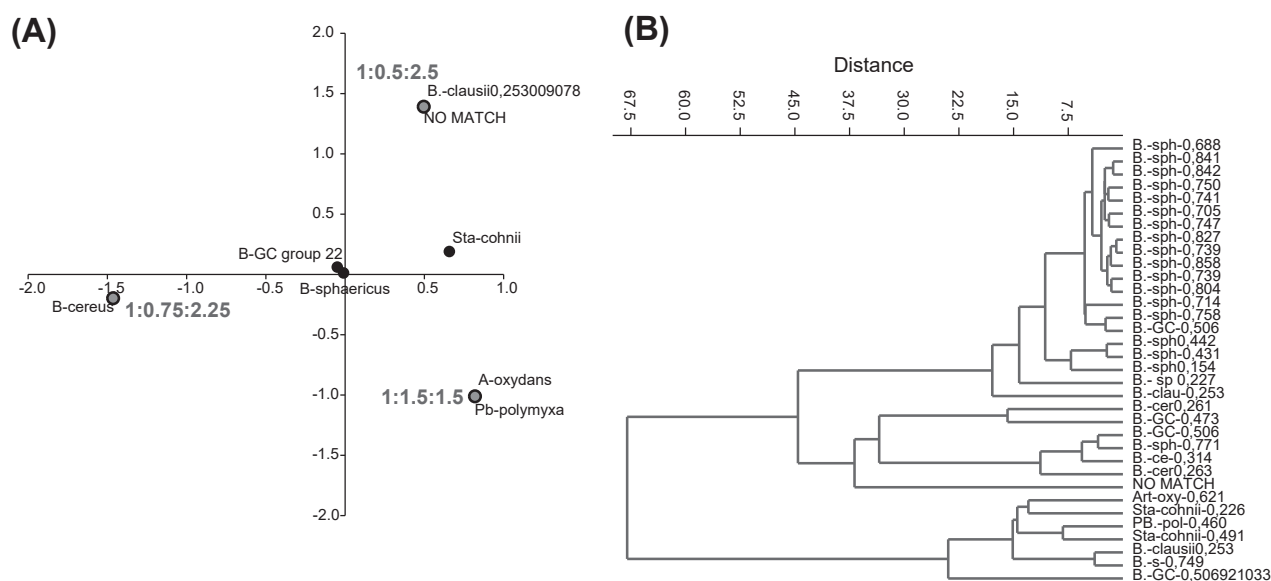 (A)
2.0
1:0.5:2.5
B.-clausii0,253009078
1.5
NO MATCH
1.0
0.5
Sta-cohnii
B-GC group 22
-2.0 -1.5 -1.0 -0.5 0.5 1.0
B-sphaericus
B-cereus
1:0.75:2.25
-0.5
A-oxydans
-1.0
1:1.5:1.5
Pb-polymyxa
-1.5
-2.0
(B)
Distance
67.5 60.0 52.5 45.0 37.5 30.0 22.5 15.0 7.5
B.-sph-0,688
B.-sph-0,841
B.-sph-0,842
B.-sph-0,750
B.-sph-0,741
B.-sph-0,705
B.-sph-0,747
B.-sph-0,827
B.-sph-0,739
B.-sph-0,858
B.-sph-0,739
B.-sph-0,804
B.-sph-0,714
B.-sph-0,758
B.-GC-0,506
B.-sph0,442
B.-sph-0,431
B.-sph0,154
B.- sp 0,227
B.-clau-0,253
B.-cer0,261
B.-GC-0,473
B.-GC-0,506
B.-sph-0,771
B.-ce-0,314
B.-cer0,263
NO MATCH
Art-oxy-0,621
Sta-cohnii-0,226
PB.-pol-0,460
Sta-cohnii-0,491
B.-clausii0,253
B.-s-0,749
B.-GC-0,506921033